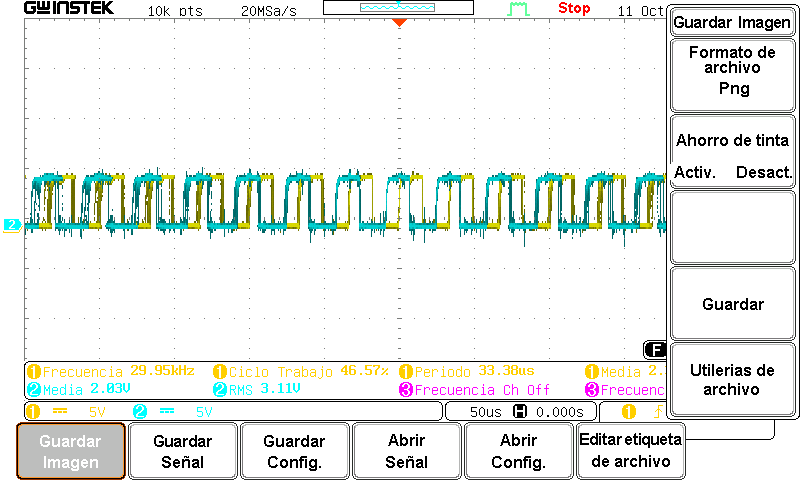 GWINSTEK 10k pts 20MSa/s Stop 11 Oct
Guardar Imagen
Formato de
archivo
Png
Ahorro de tinta
Activ. Desact.
Guardar
Utilerias de
archivo
2
F
1 Frecuencia 29.95kHz 1 Ciclo Trabajo 46.57% 1 Periodo 33.38us 1 Media 2.
2 Media 2.03V 2 RMS 3.11V 3 Frecuencia Ch Off 3 Frecuenc
1 5V 2 5V 50us H 0.000s 1
Guardar
Imagen
Guardar
Señal
Guardar
Config.
Abrir
Señal
Abrir
Config.
Editar etiqueta
de archivo